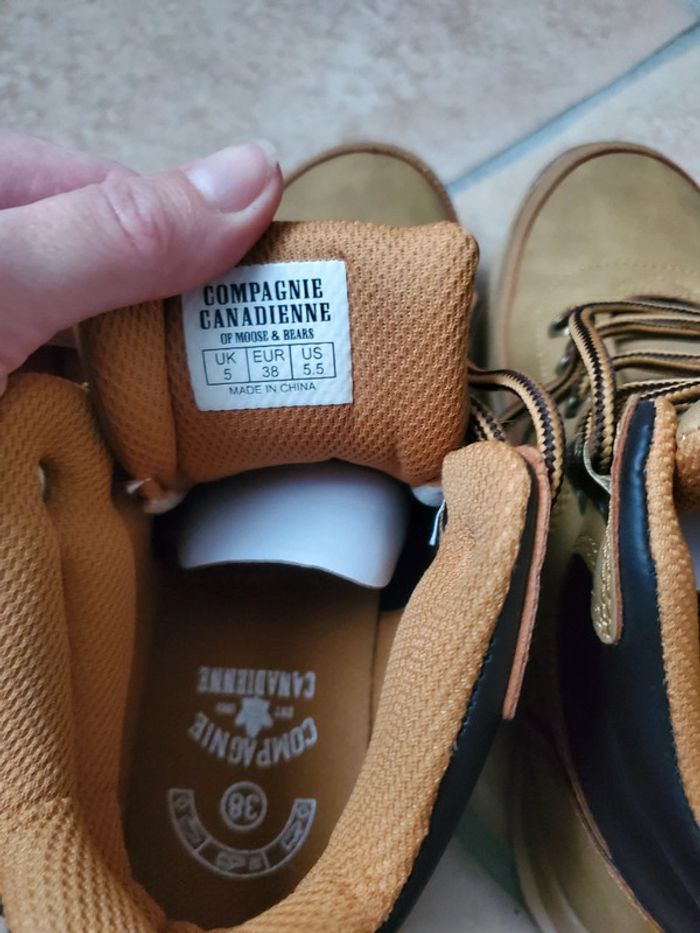 COMPAGNIE
CANADIENNE
OF MOOSE & BEARS
UK EUR US
5 38 5.5
MADE IN CHINA
COMPAGNIE
CANADIENNE
38